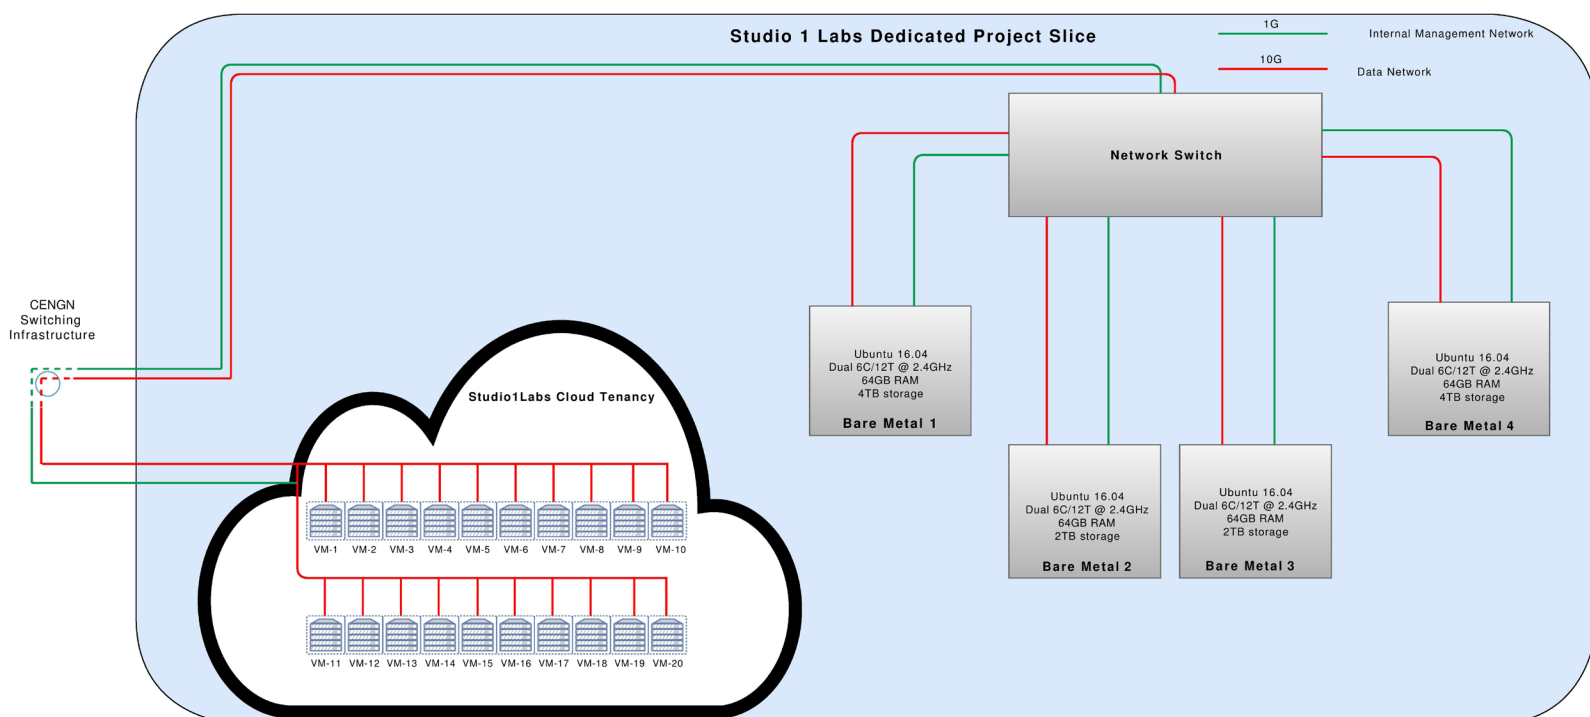 Studio 1 Labs Dedicated Project Slice
1G
Internal Management Network
10G
Data Network
Network Switch
CENGN
Switching
Infrastructure
Ubuntu 16.04
Dual 6C/12T @ 2.4GHz
64GB RAM
4TB storage
Bare Metal 1
Ubuntu 16.04
Dual 6C/12T @ 2.4GHz
64GB RAM
2TB storage
Bare Metal 2
Ubuntu 16.04
Dual 6C/12T @ 2.4GHz
64GB RAM
2TB storage
Bare Metal 3
Ubuntu 16.04
Dual 6C/12T @ 2.4GHz
64GB RAM
4TB storage
Bare Metal 4
Studio1Labs Cloud Tenancy
VM-1 VM-2 VM-3 VM-4 VM-5 VM-6 VM-7 VM-8 VM-9 VM-10
VM-11 VM-12 VM-13 VM-14 VM-15 VM-16 VM-17 VM-18 VM-19 VM-20